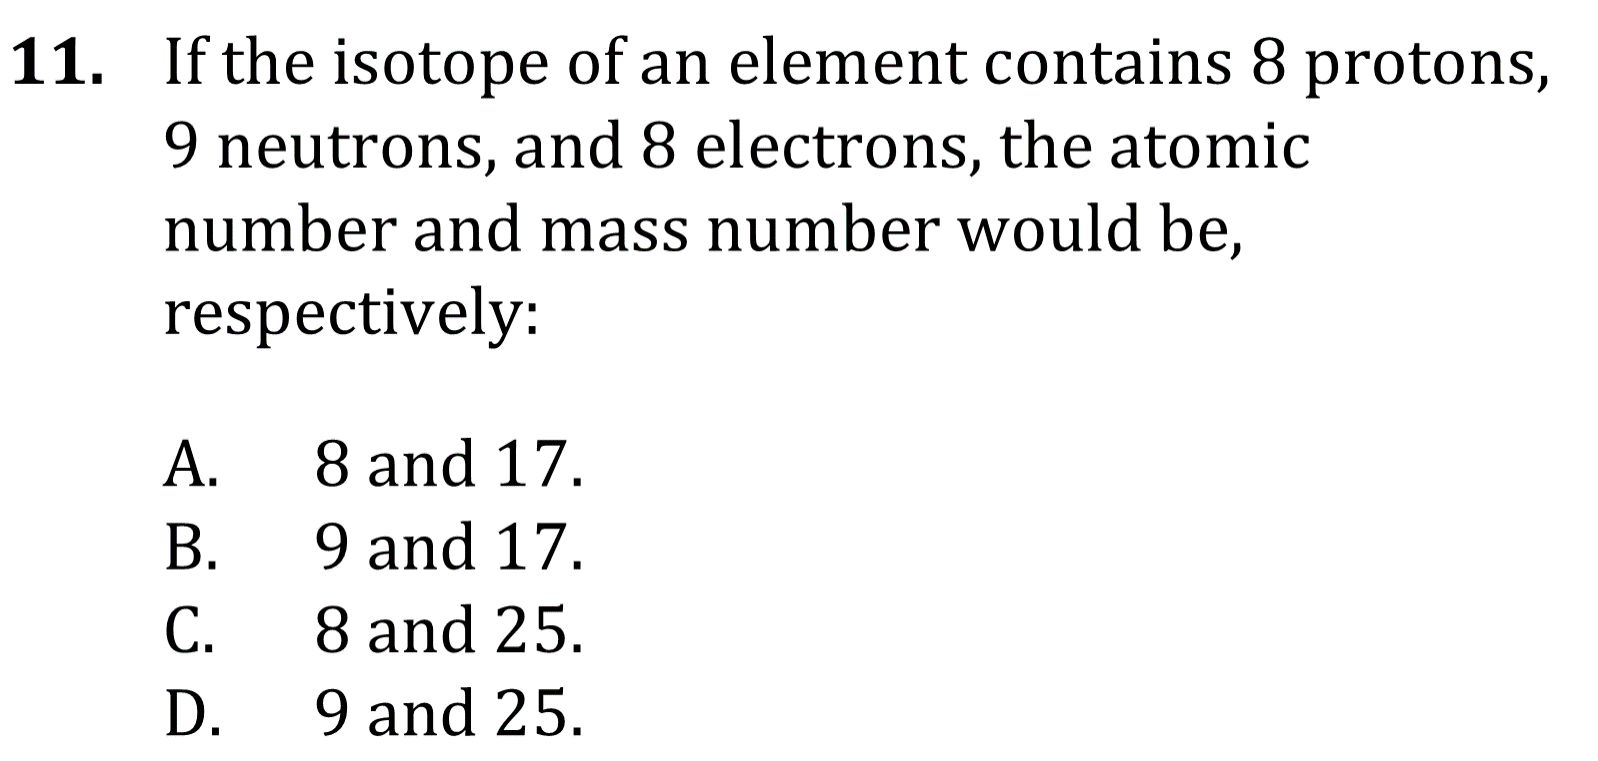 11. If the isotope of an element contains 8 protons,
9 neutrons, and 8 electrons, the atomic
number and mass number would be,
respectively:
A. 8 and 17.
B. 9 and 17.
C. 8 and 25.
D. 9 and 25.